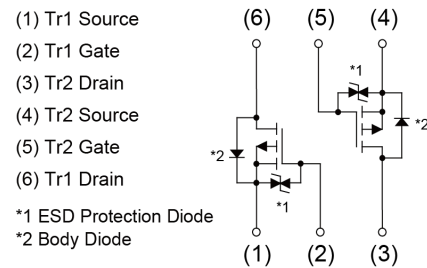 (1) Tr1 Source
(2) Tr1 Gate
(3) Tr2 Drain
(4) Tr2 Source
(5) Tr2 Gate
(6) Tr1 Drain
*1 ESD Protection Diode
*2 Body Diode
(6) (5) (4)
*1
*2
*2
*1
(1) (2) (3)